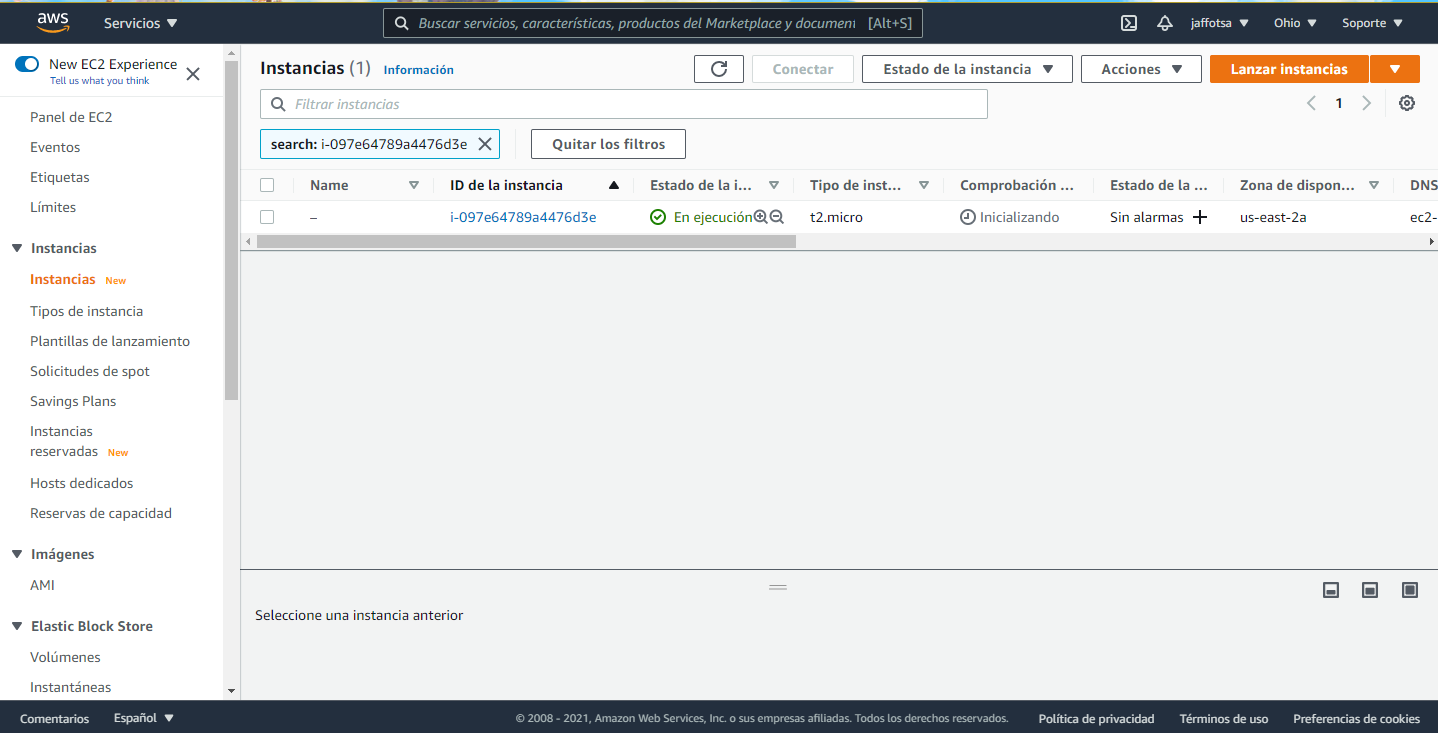 aws
Servicios
Buscar servicios, características, productos del Marketplace y document
[Alt+S]
jaffotsa
Ohio
Soporte
New EC2 Experience
Tell us what you think
Panel de EC2
Eventos
Etiquetas
Límites
Instancias
Instancias New
Tipos de instancia
Plantillas de lanzamiento
Solicitudes de spot
Savings Plans
Instancias
reservadas New
Hosts dedicados
Reservas de capacidad
Imágenes
AMI
Elastic Block Store
Volúmenes
Instantáneas
Instancias (1) Información
Conectar
Estado de la instancia
Acciones
Lanzar instancias
Filtrar instancias
1
search: i-097e64789a4476d3e
Quitar los filtros
Name ID de la instancia Estado de la i... Tipo de inst... Comprobación ... Estado de la ... Zona de dispon... DNS
– i-097e64789a4476d3e En ejecución t2.micro Inicializando Sin alarmas us-east-2a ec2-
Seleccione una instancia anterior
Comentarios Español © 2008 - 2021, Amazon Web Services, Inc. o sus empresas afiliadas. Todos los derechos reservados. Política de privacidad Términos de uso Preferencias de cookies